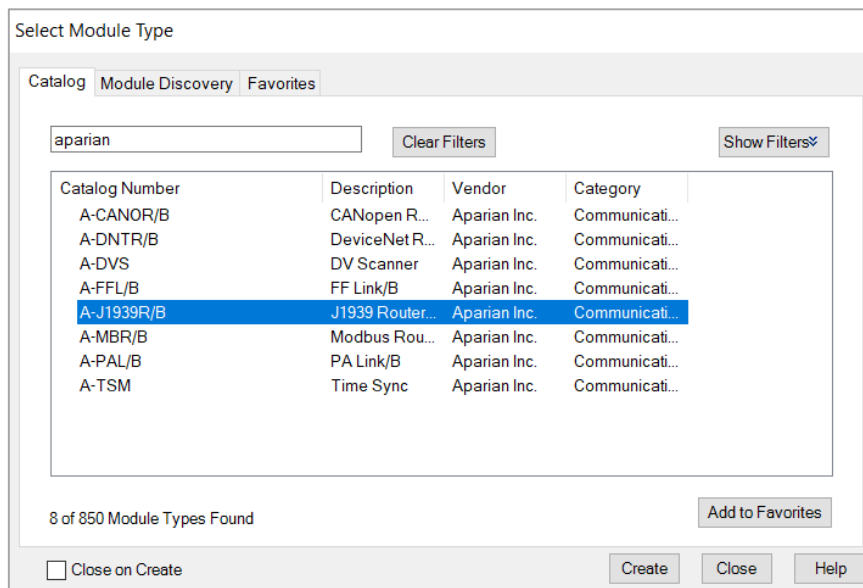 Select Module Type
Catalog Module Discovery Favorites
aparian Clear Filters Show Filters
Catalog Number Description Vendor Category
A-CANOR/B CANopen R... Aparian Inc. Communicati...
A-DNTR/B DeviceNet R... Aparian Inc. Communicati...
A-DVS DV Scanner Aparian Inc. Communicati...
A-FFL/B FF Link/B Aparian Inc. Communicati...
A-J1939R/B J1939 Router... Aparian Inc. Communicati...
A-MBR/B Modbus Rou... Aparian Inc. Communicati...
A-PAL/B PA Link/B Aparian Inc. Communicati...
A-TSM Time Sync Aparian Inc. Communicati...
8 of 850 Module Types Found Add to Favorites
Close on Create Create Close Help